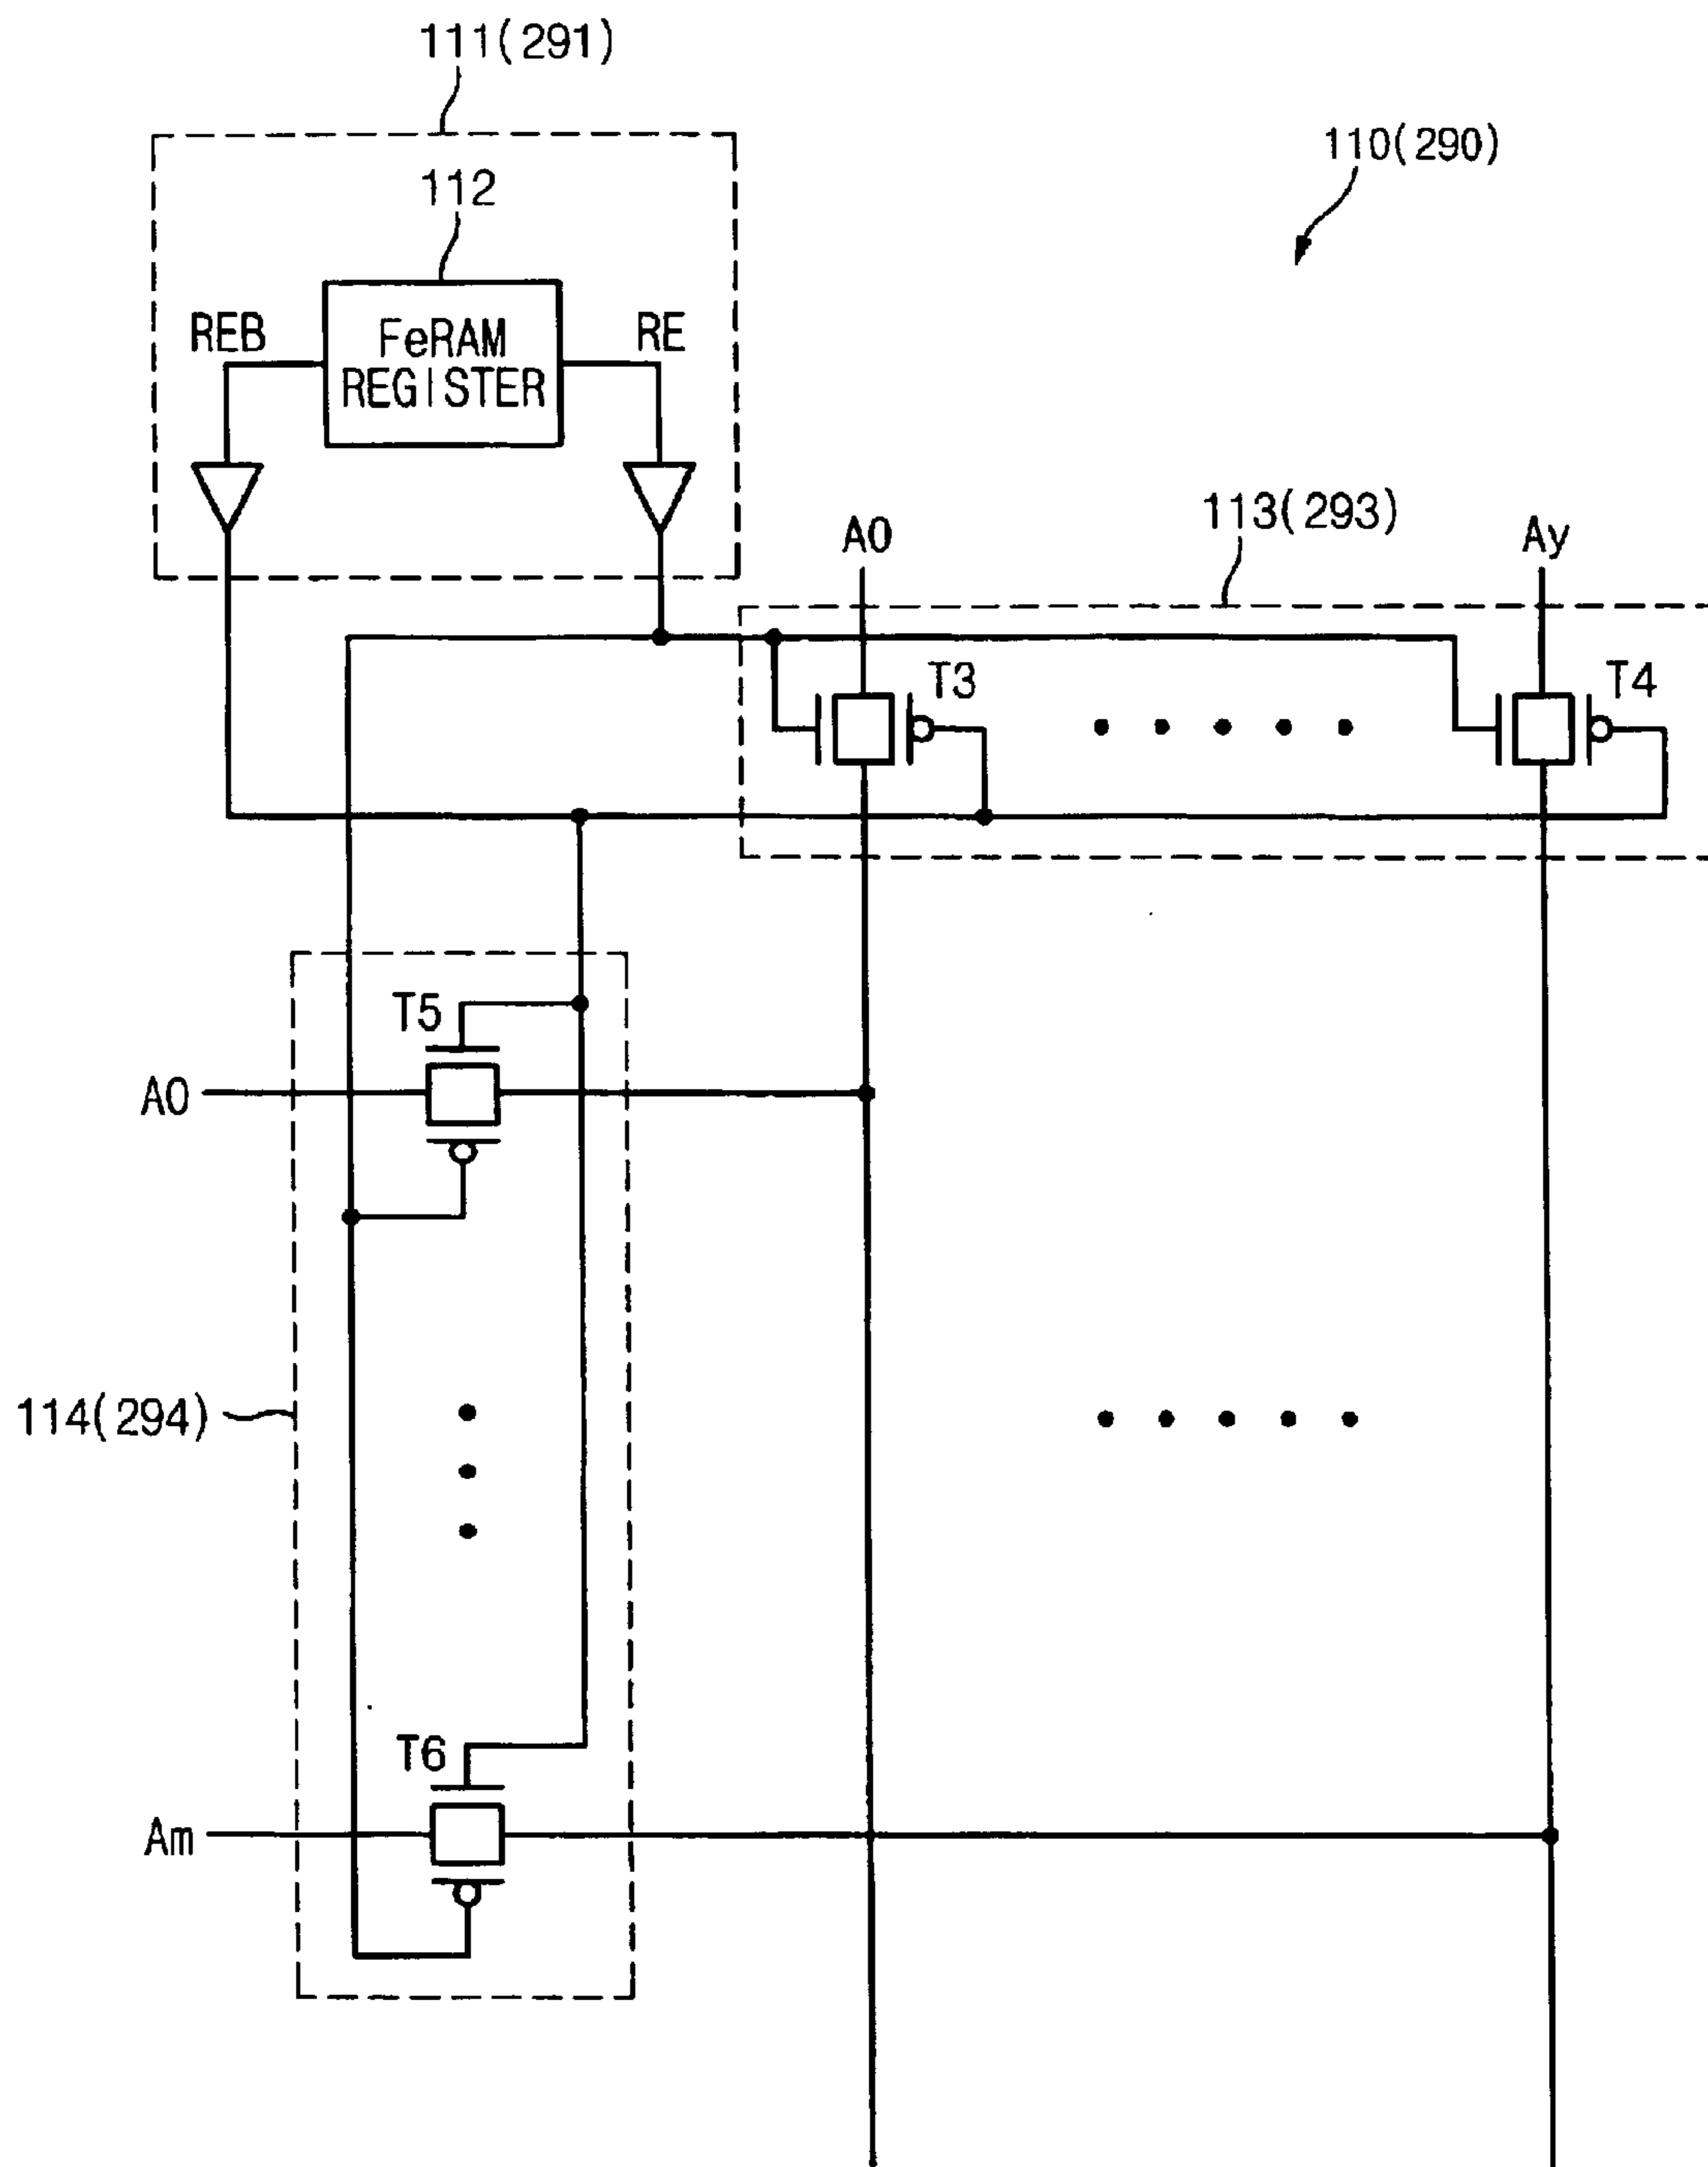 111(291)
110(290)
112
REB
FeRAM
REGISTER
RE
113(293)
A0
Ay
T3
T4
T5
A0
114(294)
T6
Am